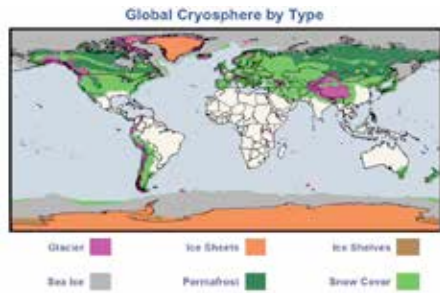 Global Cryosphere by Type
Glacier Ice Sheets Ice Shelves
Sea Ice Permafrost Snow Cover